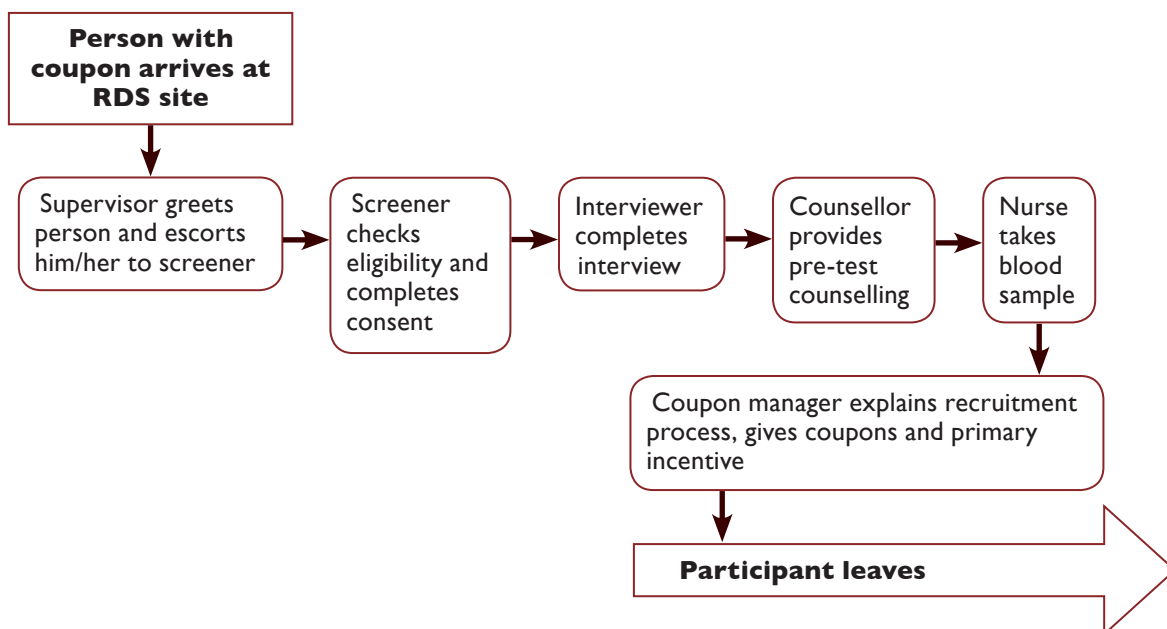 Person with
coupon arrives at
RDS site
Supervisor greets
person and escorts
him/her to screener
Screener
checks
eligibility and
completes
consent
Interviewer
completes
interview
Counsellor
provides
pre-test
counselling
Nurse
takes
blood
sample
Coupon manager explains recruitment
process, gives coupons and primary
incentive
Participant leaves